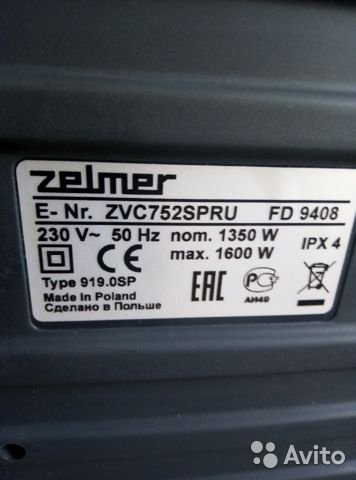 zelmer
E- Nr. ZVC752SPRU FD 9408
230 V~ 50 Hz nom. 1350 W
max. 1600 W IPX 4
CE EAC
Type 919.0SP
Made in Poland
Сделано в Польше
АИ49
Avito